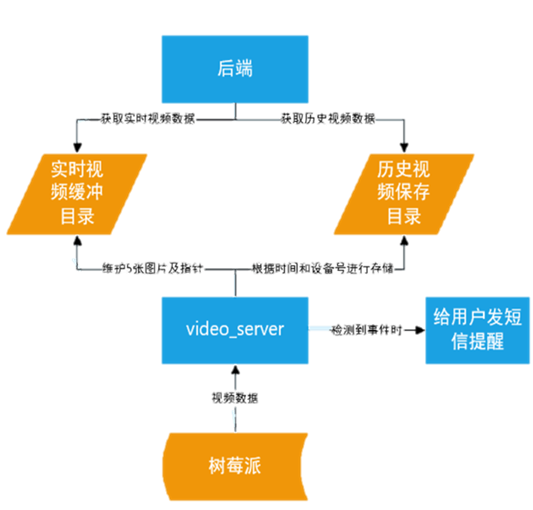 后端
获取实时视频数据
获取历史视频数据
实时视
频缓冲
目录
历史视
频保存
目录
维护5张图片及指针
根据时间和设备号进行存储
video_server
检测到事件时
给用户发短
信提醒
视频数据
树莓派